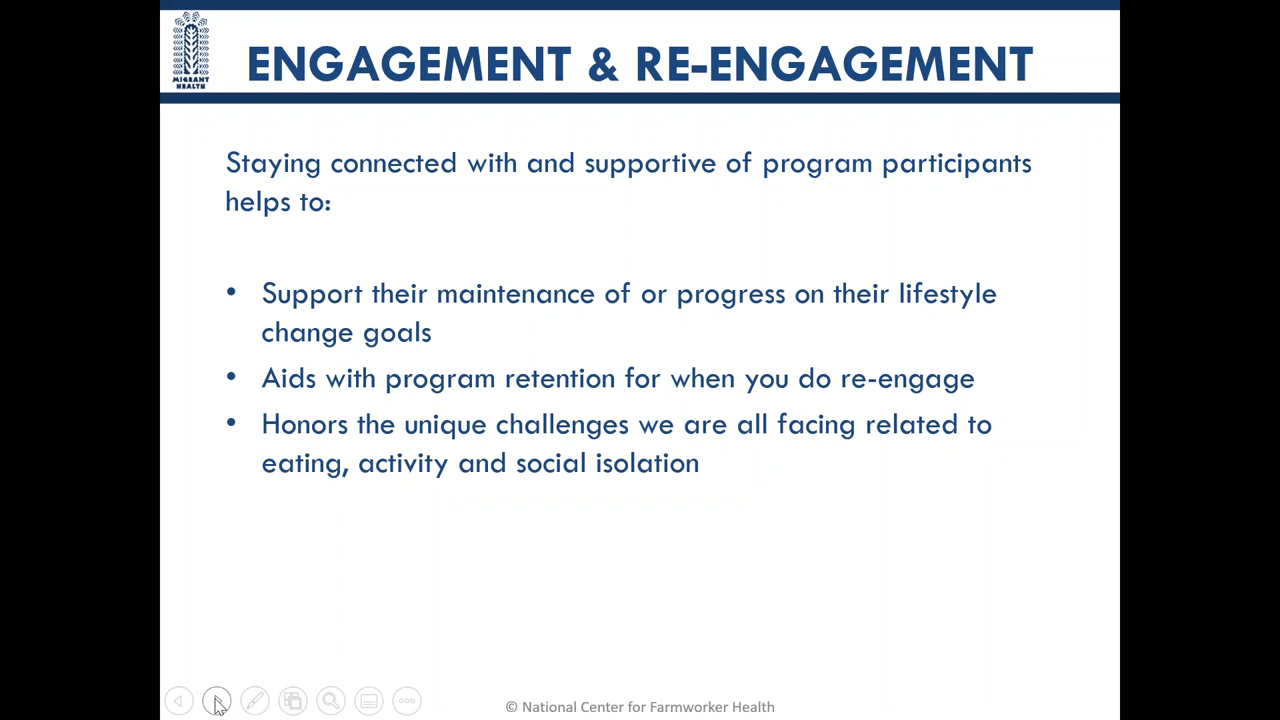 MIGRANT
HEALTH
ENGAGEMENT & RE-ENGAGEMENT
Staying connected with and supportive of program participants
helps to:
• Support their maintenance of or progress on their lifestyle
change goals
• Aids with program retention for when you do re-engage
• Honors the unique challenges we are all facing related to
eating, activity and social isolation
© National Center for Farmworker Health